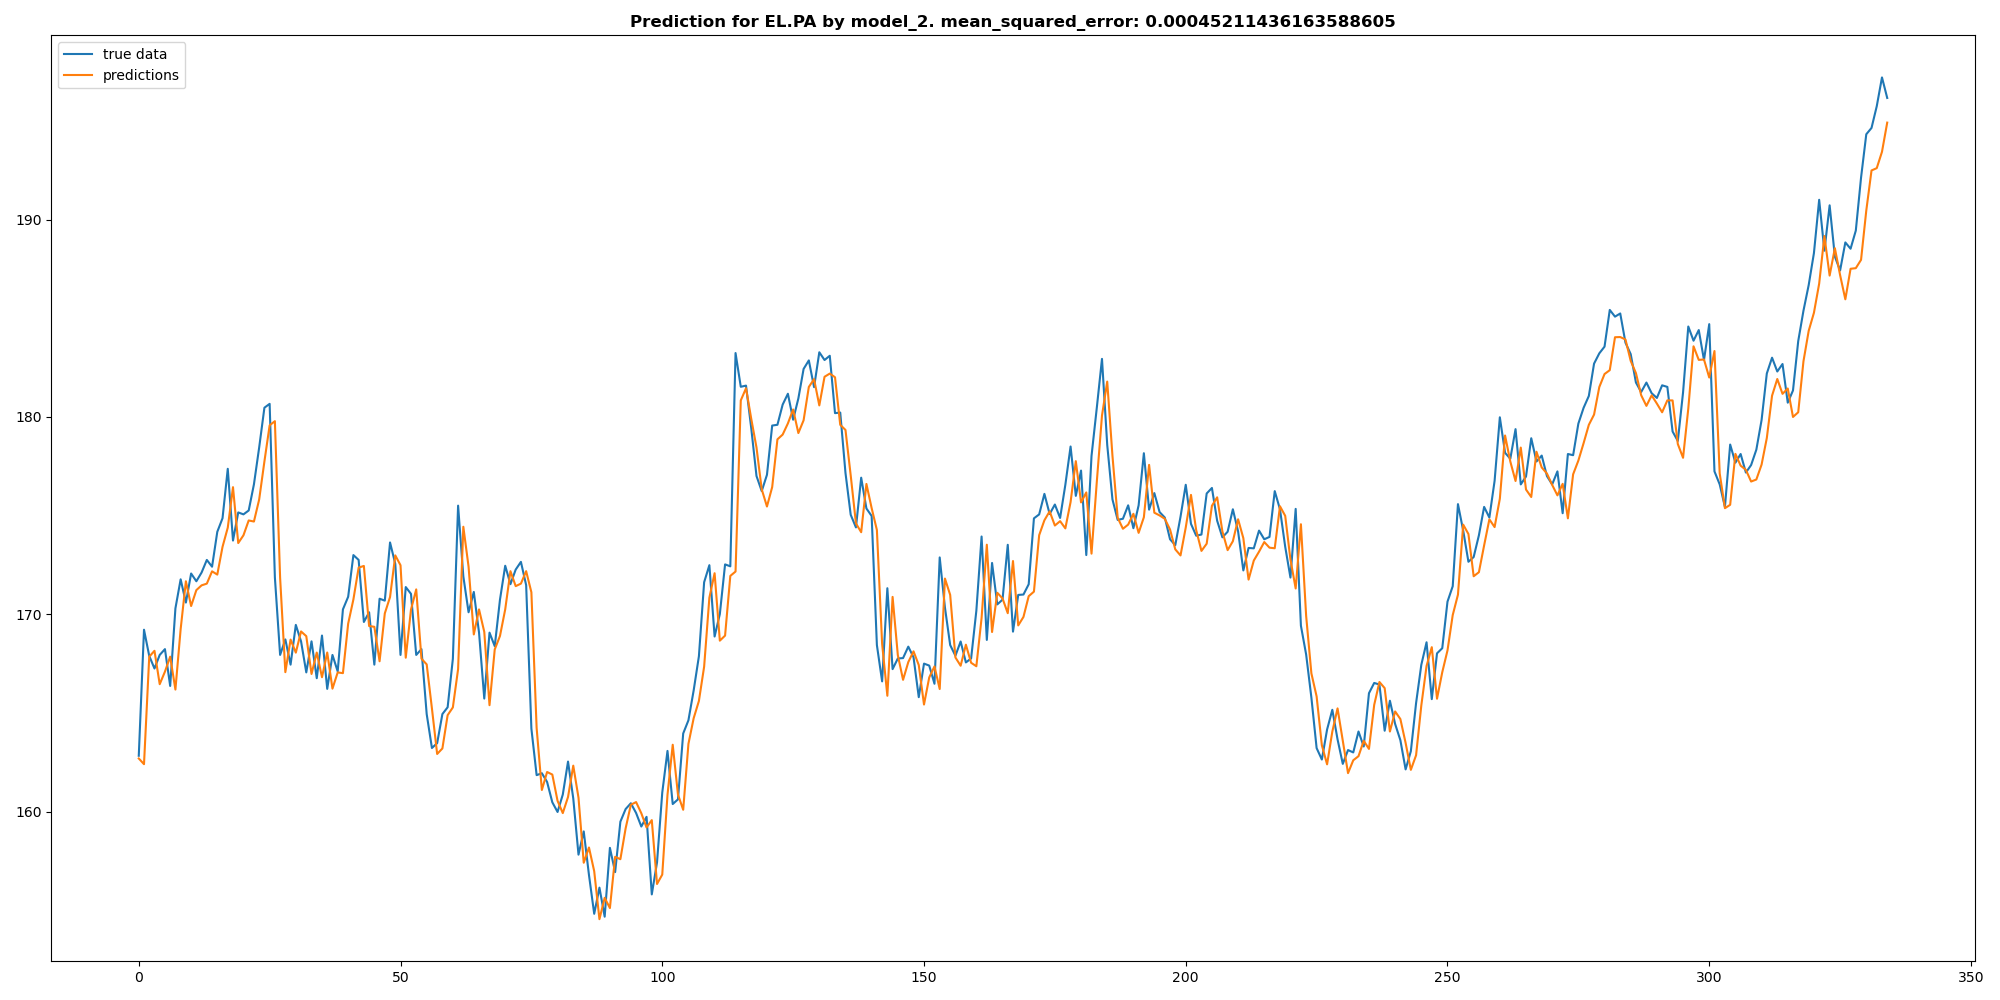 Prediction for EL.PA by model_2. mean_squared_error: 0.00045211436163588605
true data
predictions
190
180
170
160
0 50 100 150 200 250 300 350